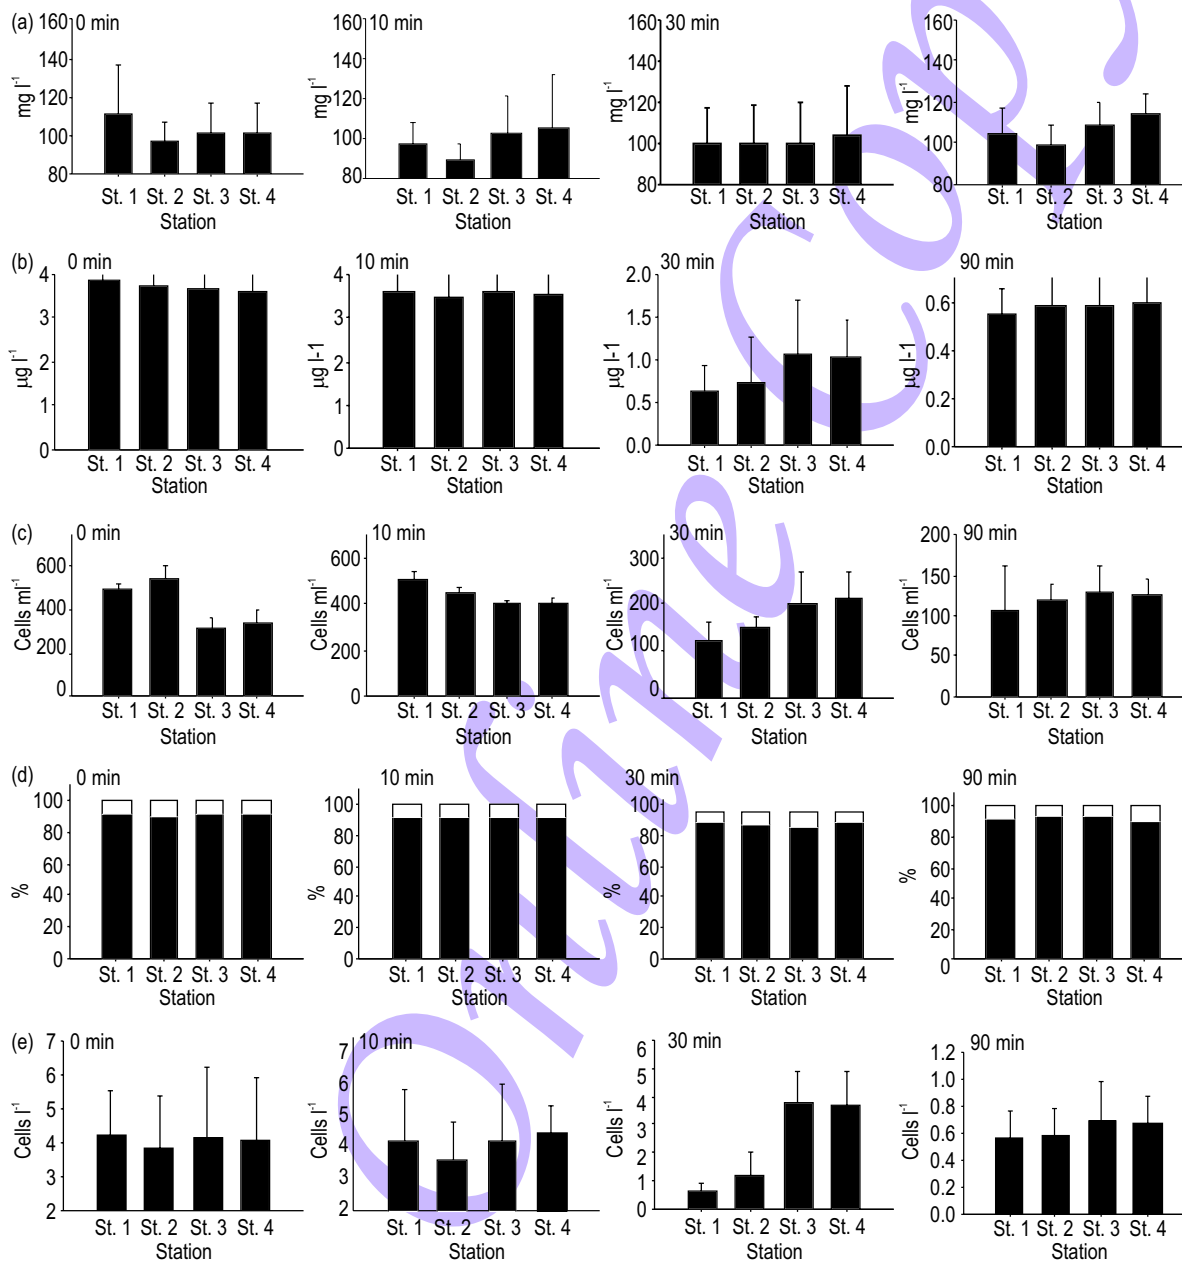 (a) 0 min 10 min 30 min
160 160 160 160
140 140 140 140
120 120 120 120
100 100 100 100
80 80 80 80
mg l-1 mg l-1 mg l-1 mg l-1
St. 1 St. 2 St. 3 St. 4 St. 1 St. 2 St. 3 St. 4 St. 1 St. 2 St. 3 St. 4 St. 1 St. 2 St. 3 St. 4
Station Station Station Station
(b) 0 min 10 min 30 min 90 min
4 4 2.0
3 3 1.5 0.6
2 2 1.0 0.4
1 1 0.5 0.2
0 0 0.0 0.0
µg l-1 µg l-1 µg l-1 µg l-1
St. 1 St. 2 St. 3 St. 4 St. 1 St. 2 St. 3 St. 4 St. 1 St. 2 St. 3 St. 4 St. 1 St. 2 St. 3 St. 4
Station Station Station Station
(c) 0 min 10 min 30 min 90 min
600 600 300 200
400 400 200 150
200 200 100 100
0 0 0 50
0
Cells ml-1 Cells ml-1 Cells ml-1 Cells ml-1
St. 1 St. 2 St. 3 St. 4 St. 1 St. 2 St. 3 St. 4 St. 1 St. 2 St. 3 St. 4 St. 1 St. 2 St. 3 St. 4
Station Station Station Station
(d) 0 min 10 min 30 min 90 min
100 100 100 100
80 80 80 80
60 60 60 60
40 40 40 40
20 20 20 20
0 0 0 0
% % % %
St. 1 St. 2 St. 3 St. 4 St. 1 St. 2 St. 3 St. 4 St. 1 St. 2 St. 3 St. 4 St. 1 St. 2 St. 3 St. 4
Station Station Station Station
(e) 0 min 10 min 30 min 90 min
7 7 6 1.2
6 6 5 1.0
5 5 4 0.8
4 4 3 0.6
3 3 2 0.4
2 2 1 0.2
0 0.0
Cells l-1 Cells l-1 Cells l-1 Cells l-1
St. 1 St. 2 St. 3 St. 4 St. 1 St. 2 St. 3 St. 4 St. 1 St. 2 St. 3 St. 4 St. 1 St. 2 St. 3 St. 4
Station Station Station Station
Online Copy